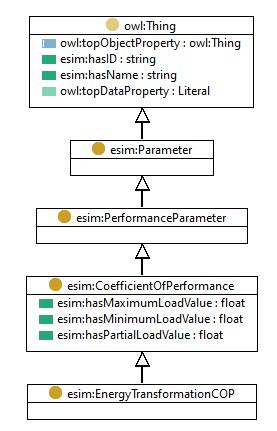 owl:Thing
owl:topObjectProperty : owl:Thing
esim:hasID : string
esim:hasName : string
owl:topDataProperty : Literal
esim:Parameter
esim:PerformanceParameter
esim:CoefficientOfPerformance
esim:hasMaximumLoadValue : float
esim:hasMinimumLoadValue : float
esim:hasPartialLoadValue : float
esim:EnergyTransformationCOP